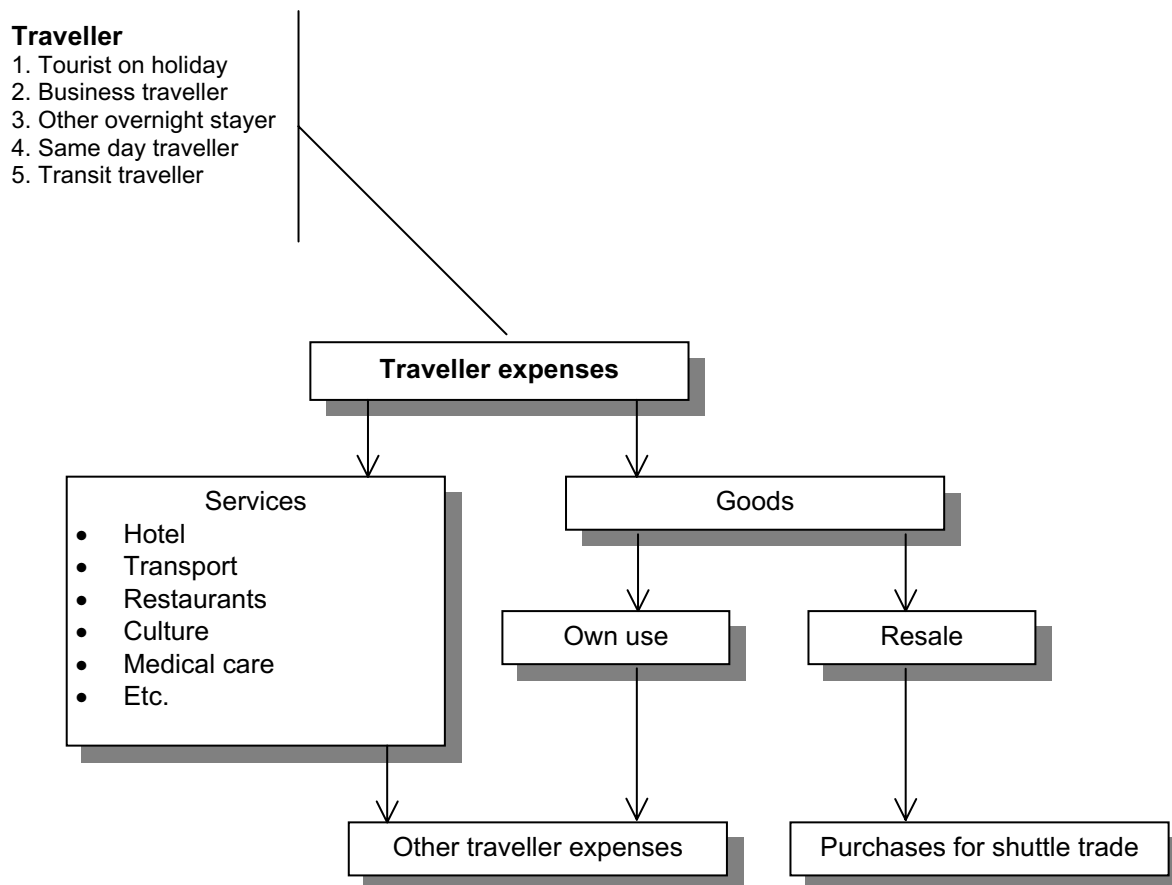 Traveller
1. Tourist on holiday
2. Business traveller
3. Other overnight stayer
4. Same day traveller
5. Transit traveller
Traveller expenses
Services
• Hotel
• Transport
• Restaurants
• Culture
• Medical care
• Etc.
Goods
Own use
Resale
Other traveller expenses
Purchases for shuttle trade